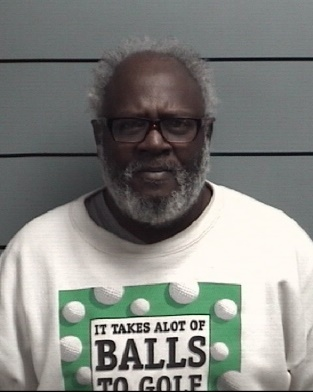 IT TAKES ALOT OF
BALLS
TO GOLF